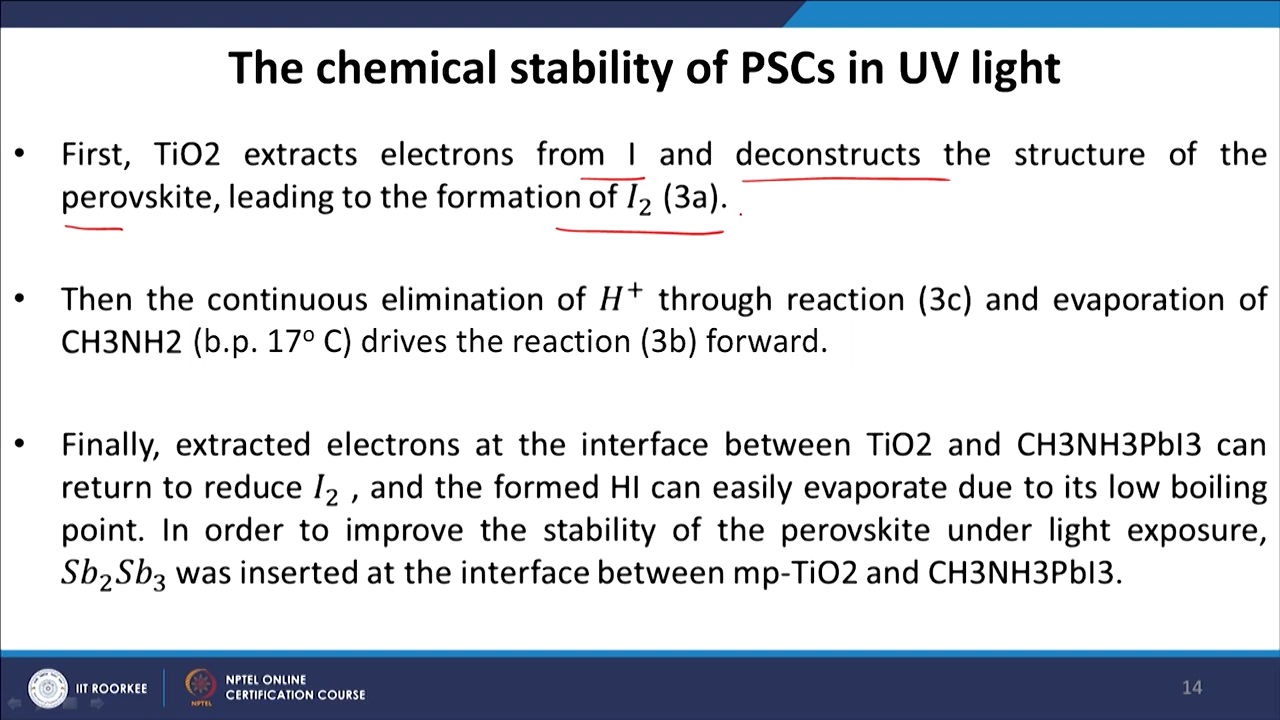 The chemical stability of PSCs in UV light
• First, TiO2 extracts electrons from I and deconstructs the structure of the
perovskite, leading to the formation of I₂ (3a).
• Then the continuous elimination of H⁺ through reaction (3c) and evaporation of
CH3NH2 (b.p. 17º C) drives the reaction (3b) forward.
• Finally, extracted electrons at the interface between TiO2 and CH3NH3PbI3 can
return to reduce I₂ , and the formed HI can easily evaporate due to its low boiling
point. In order to improve the stability of the perovskite under light exposure,
Sb₂Sb₃ was inserted at the interface between mp-TiO2 and CH3NH3PbI3.
IIT ROORKEE
NPTEL
NPTEL ONLINE
CERTIFICATION COURSE
14